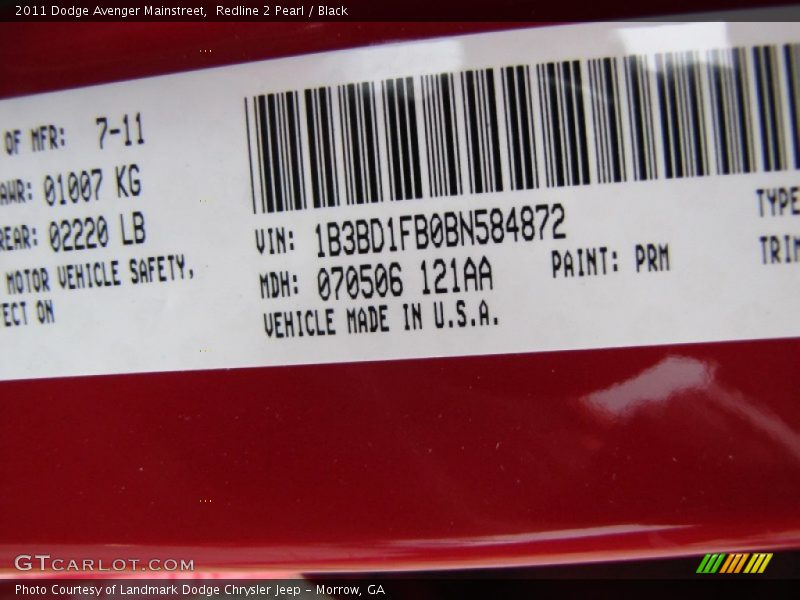 2011 Dodge Avenger Mainstreet, Redline 2 Pearl / Black
OF MFR: 7-11
AWR: 01007 KG
REAR: 02220 LB
MOTOR VEHICLE SAFETY,
ECT ON
VIN: 1B3BD1FB0BN584872
MDH: 070506 121AA
PAINT: PRM
VEHICLE MADE IN U.S.A.
TYPE
TRIM
GTCARLOT.COM
Photo Courtesy of Landmark Dodge Chrysler Jeep – Morrow, GA